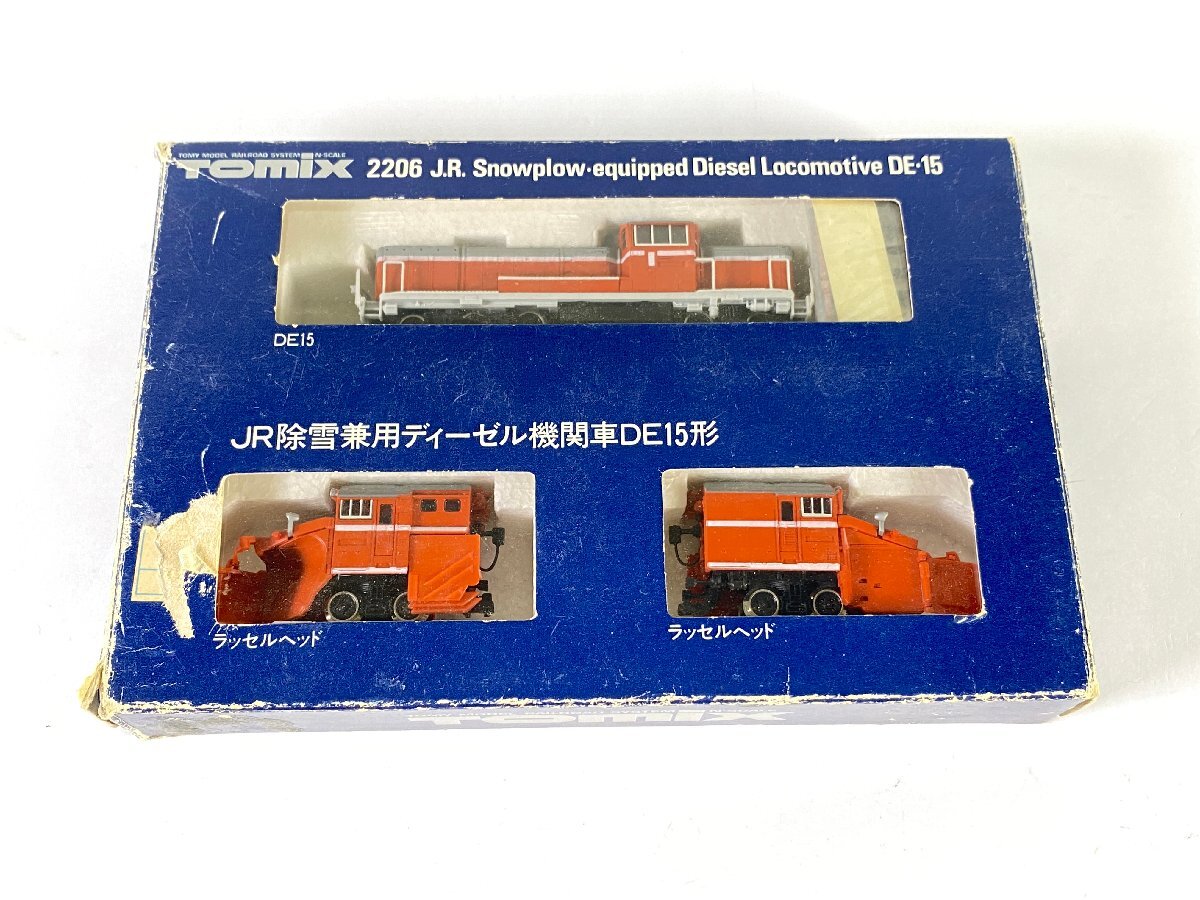 TOMY MODEL RAILROAD SYSTEM N-SCALE
TOMIX 2206 J.R. Snowplow·equipped Diesel Locomotive DE·15
DE15
JR除雪兼用ディーゼル機関車DE15形
ラッセルヘッド
ラッセルヘッド
TOMIX